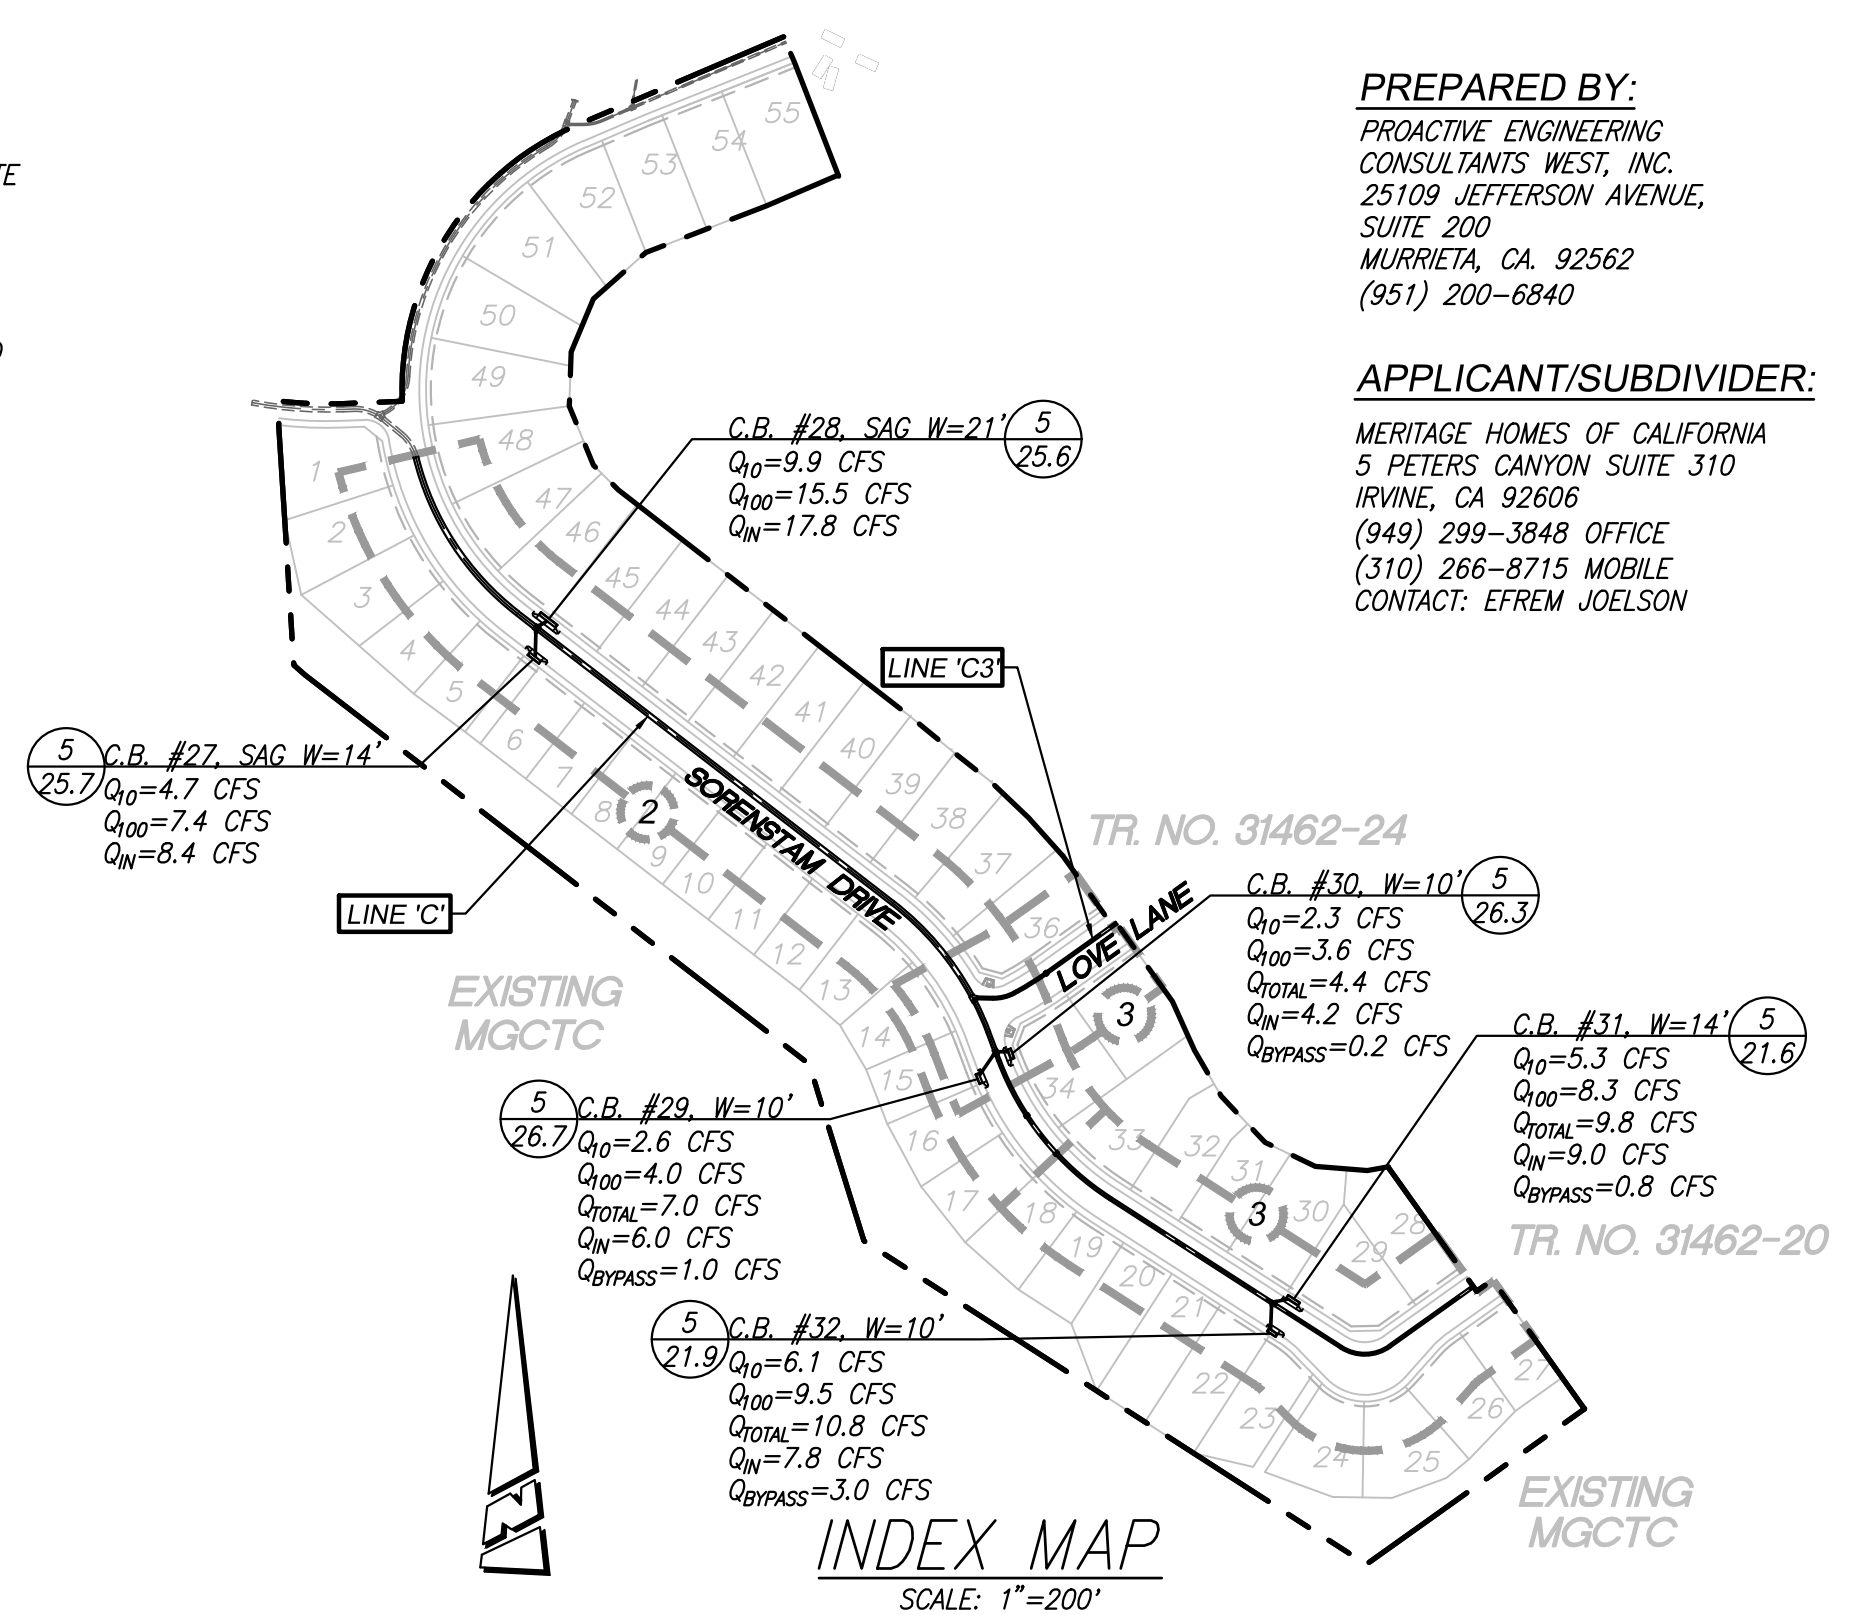 TE
PREPARED BY:
PROACTIVE ENGINEERING
CONSULTANTS WEST, INC.
25109 JEFFERSON AVENUE,
SUITE 200
MURRIETA, CA. 92562
(951) 200-6840
APPLICANT/SUBDIVIDER:
MERITAGE HOMES OF CALIFORNIA
5 PETERS CANYON SUITE 310
IRVINE, CA 92606
(949) 299-3848 OFFICE
(310) 266-8715 MOBILE
CONTACT: EFREM JOELSON
55
54
53
52
51
50
49
48
47
46
45
44
43
42
41
40
39
38
37
36
34
33
32
31
30
29
28
27
26
25
24
23
22
21
20
19
18
17
16
15
14
13
12
11
10
9
8
7
6
5
4
3
2
1
C.B. #28, SAG W=21'
5
25.6
Q10=9.9 CFS
Q100=15.5 CFS
QIN=17.8 CFS
5
25.7
C.B. #27, SAG W=14'
Q10=4.7 CFS
Q100=7.4 CFS
QIN=8.4 CFS
LINE 'C3'
LINE 'C'
2
SORENSTAM DRIVE
LOVE LANE
TR. NO. 31462-24
C.B. #30, W=10'
5
26.3
Q10=2.3 CFS
Q100=3.6 CFS
QTOTAL=4.4 CFS
QIN=4.2 CFS
QBYPASS=0.2 CFS
3
3
C.B. #31, W=14'
5
21.6
Q10=5.3 CFS
Q100=8.3 CFS
QTOTAL=9.8 CFS
QIN=9.0 CFS
QBYPASS=0.8 CFS
TR. NO. 31462-20
EXISTING
MGCTC
5
26.7
C.B. #29, W=10'
Q10=2.6 CFS
Q100=4.0 CFS
QTOTAL=7.0 CFS
QIN=6.0 CFS
QBYPASS=1.0 CFS
5
21.9
C.B. #32, W=10'
Q10=6.1 CFS
Q100=9.5 CFS
QTOTAL=10.8 CFS
QIN=7.8 CFS
QBYPASS=3.0 CFS
EXISTING
MGCTC
N
INDEX MAP
SCALE: 1"=200'